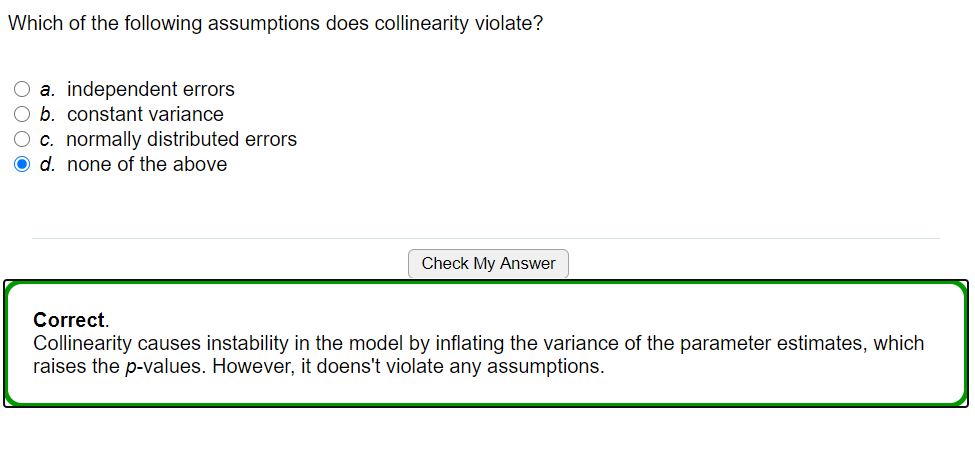 Which of the following assumptions does collinearity violate?
a. independent errors
b. constant variance
c. normally distributed errors
d. none of the above
Check My Answer
Correct.
Collinearity causes instability in the model by inflating the variance of the parameter estimates, which
raises the p-values. However, it doens't violate any assumptions.